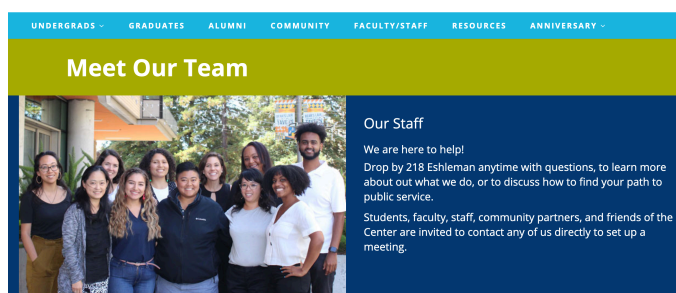 UNDERGRADS GRADUATES ALUMNI COMMUNITY FACULTY/STAFF RESOURCES ANNIVERSARY
Meet Our Team
Our Staff
We are here to help!
Drop by 218 Eshleman anytime with questions, to learn more
about out what we do, or to discuss how to find your path to
public service.
Students, faculty, staff, community partners, and friends of the
Center are invited to contact any of us directly to set up a
meeting.